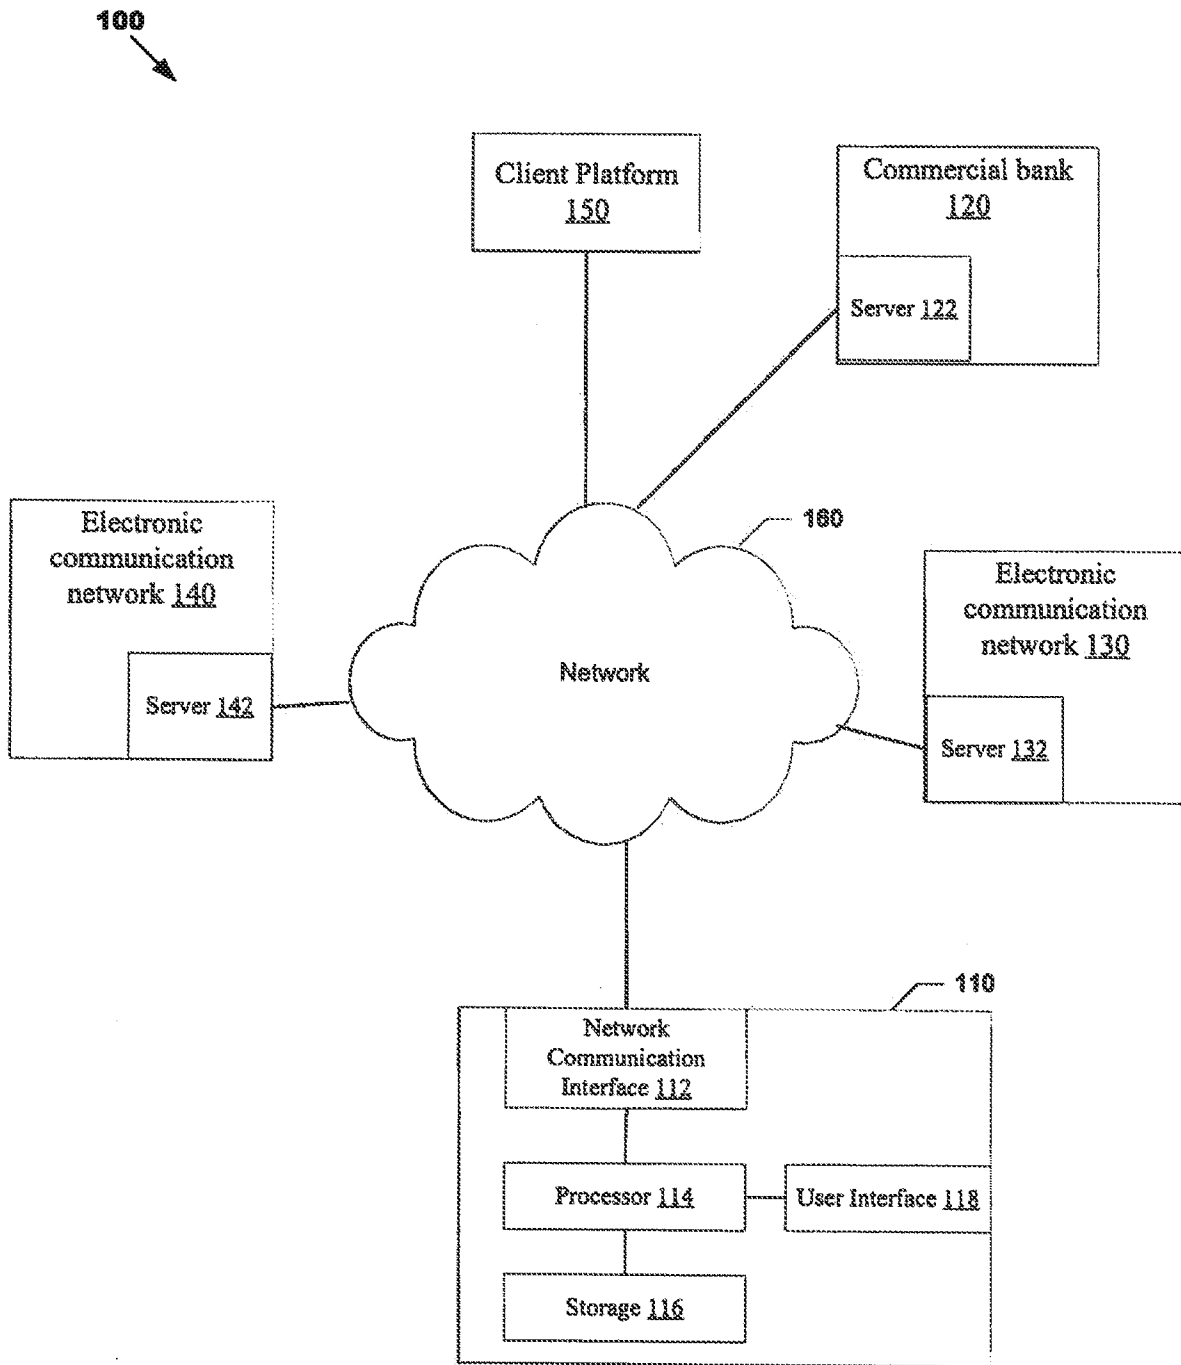 100
Client Platform
150
Commercial bank
120
Server 122
160
Electronic
communication
network 140
Server 142
Network
Electronic
communication
network 130
Server 132
110
Network
Communication
Interface 112
Processor 114
User Interface 118
Storage 116